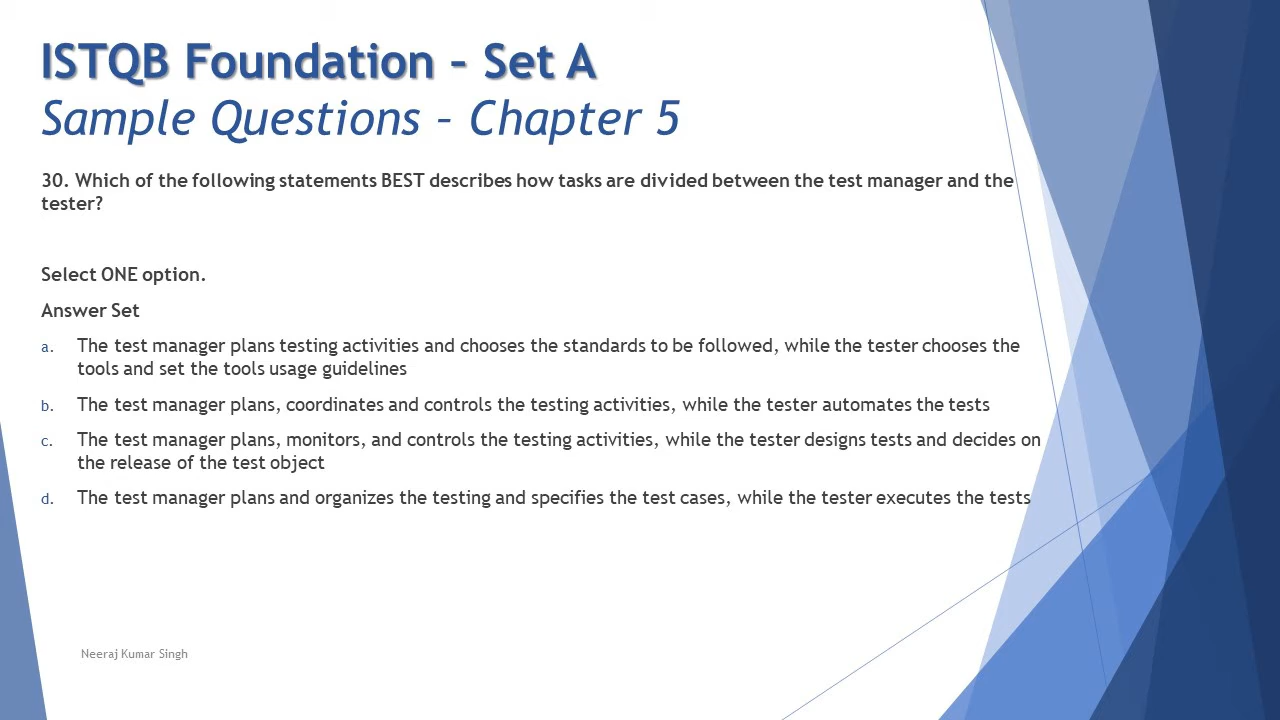 ISTQB Foundation – Set A
Sample Questions – Chapter 5
30. Which of the following statements BEST describes how tasks are divided between the test manager and the
tester?
Select ONE option.
Answer Set
a. The test manager plans testing activities and chooses the standards to be followed, while the tester chooses the
tools and set the tools usage guidelines
b. The test manager plans, coordinates and controls the testing activities, while the tester automates the tests
c. The test manager plans, monitors, and controls the testing activities, while the tester designs tests and decides on
the release of the test object
d. The test manager plans and organizes the testing and specifies the test cases, while the tester executes the tests
Neeraj Kumar Singh